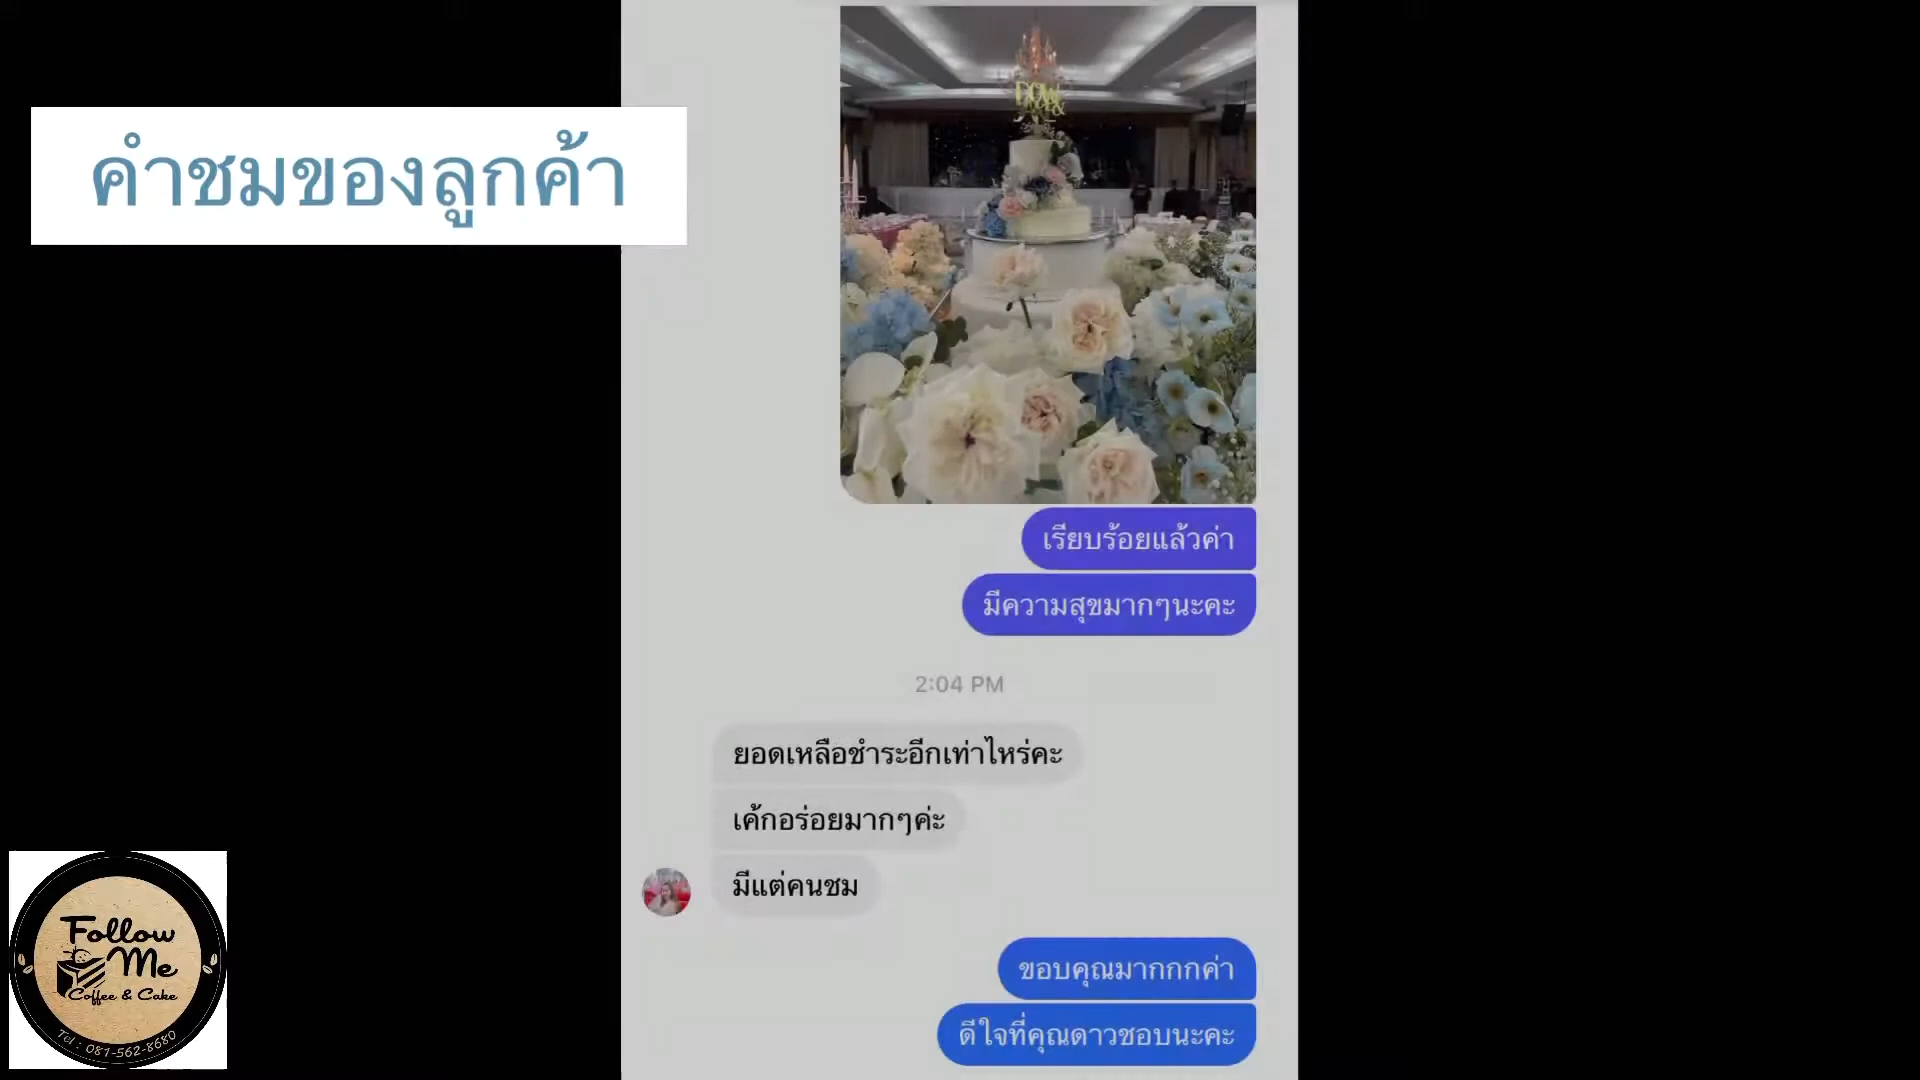 คำชมของลูกค้า
เรียบร้อยแล้วค่า
มีความสุขมากๆนะคะ
2:04 PM
ยอดเหลือชำระอีกเท่าไหร่คะ
เค้กอร่อยมากๆค่ะ
มีแต่คนชม
ขอบคุณมากกกค่า
ดีใจที่คุณดาวชอบนะคะ
Follow
Me
Coffee & Cake
Tel : 081-562-8680